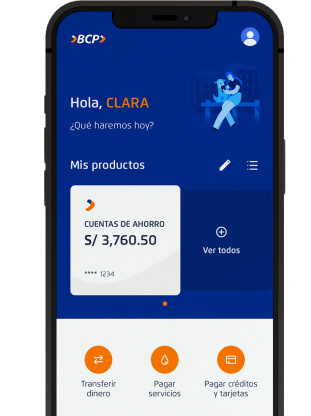 BCP
Hola, CLARA
¿Qué haremos hoy?
Mis productos
CUENTAS DE AHORRO
S/ 3,760.50
**** 1234
Ver todos
Transferir dinero
Pagar servicios
Pagar créditos y tarjetas